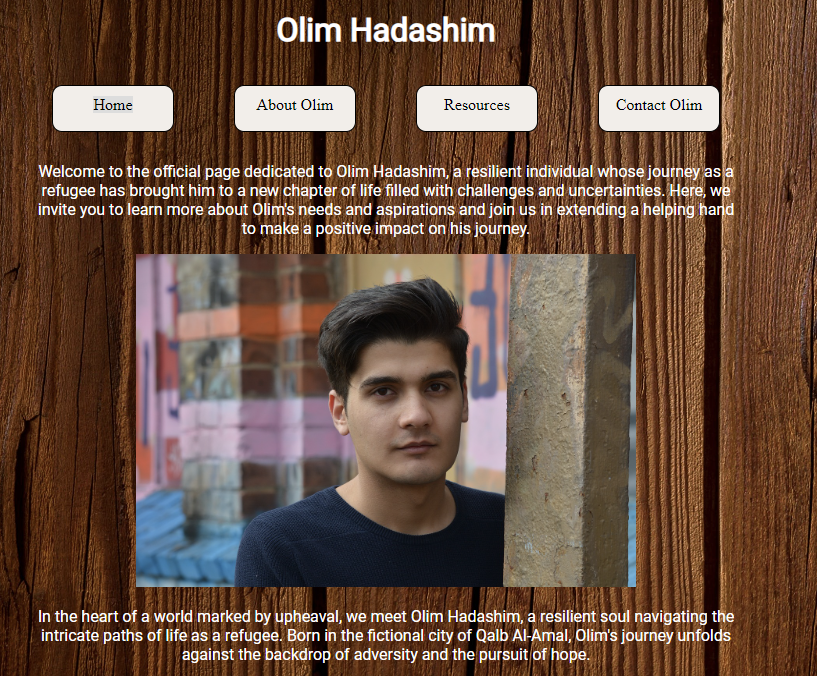 Olim Hadashim
Home
About Olim
Resources
Contact Olim
Welcome to the official page dedicated to Olim Hadashim, a resilient individual whose journey as a
refugee has brought him to a new chapter of life filled with challenges and uncertainties. Here, we
invite you to learn more about Olim's needs and aspirations and join us in extending a helping hand
to make a positive impact on his journey.
In the heart of a world marked by upheaval, we meet Olim Hadashim, a resilient soul navigating the
intricate paths of life as a refugee. Born in the fictional city of Qalb Al-Amal, Olim's journey unfolds
against the backdrop of adversity and the pursuit of hope.